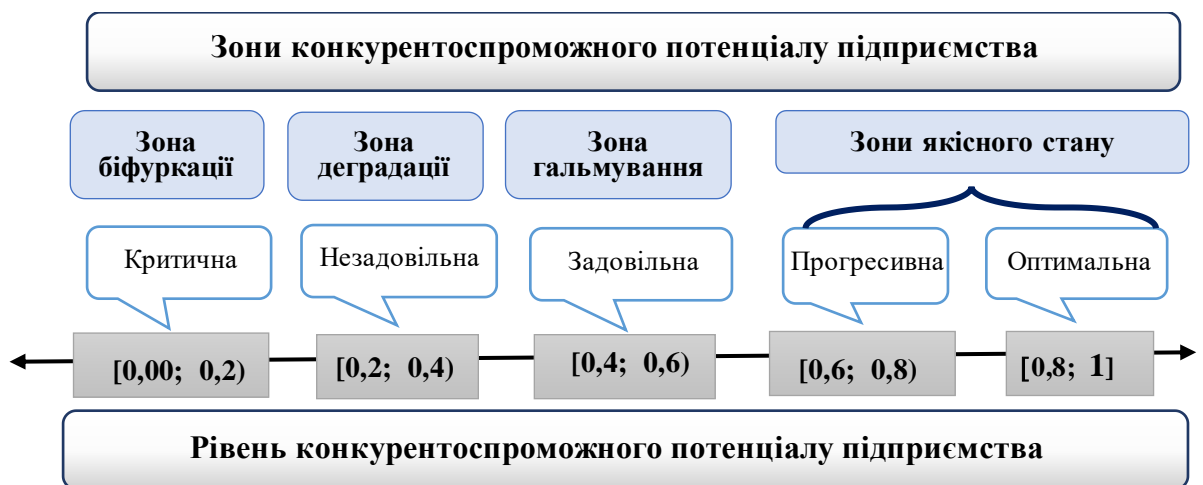 Зони конкурентоспроможного потенціалу підприємства
Зона
біфуркації
Зона
деградації
Зона
гальмування
Зони якісного стану
Критична
Незадовільна
Задовільна
Прогресивна
Оптимальна
[0,00; 0,2)
[0,2; 0,4)
[0,4; 0,6)
[0,6; 0,8)
[0,8; 1]
Рівень конкурентоспроможного потенціалу підприємства